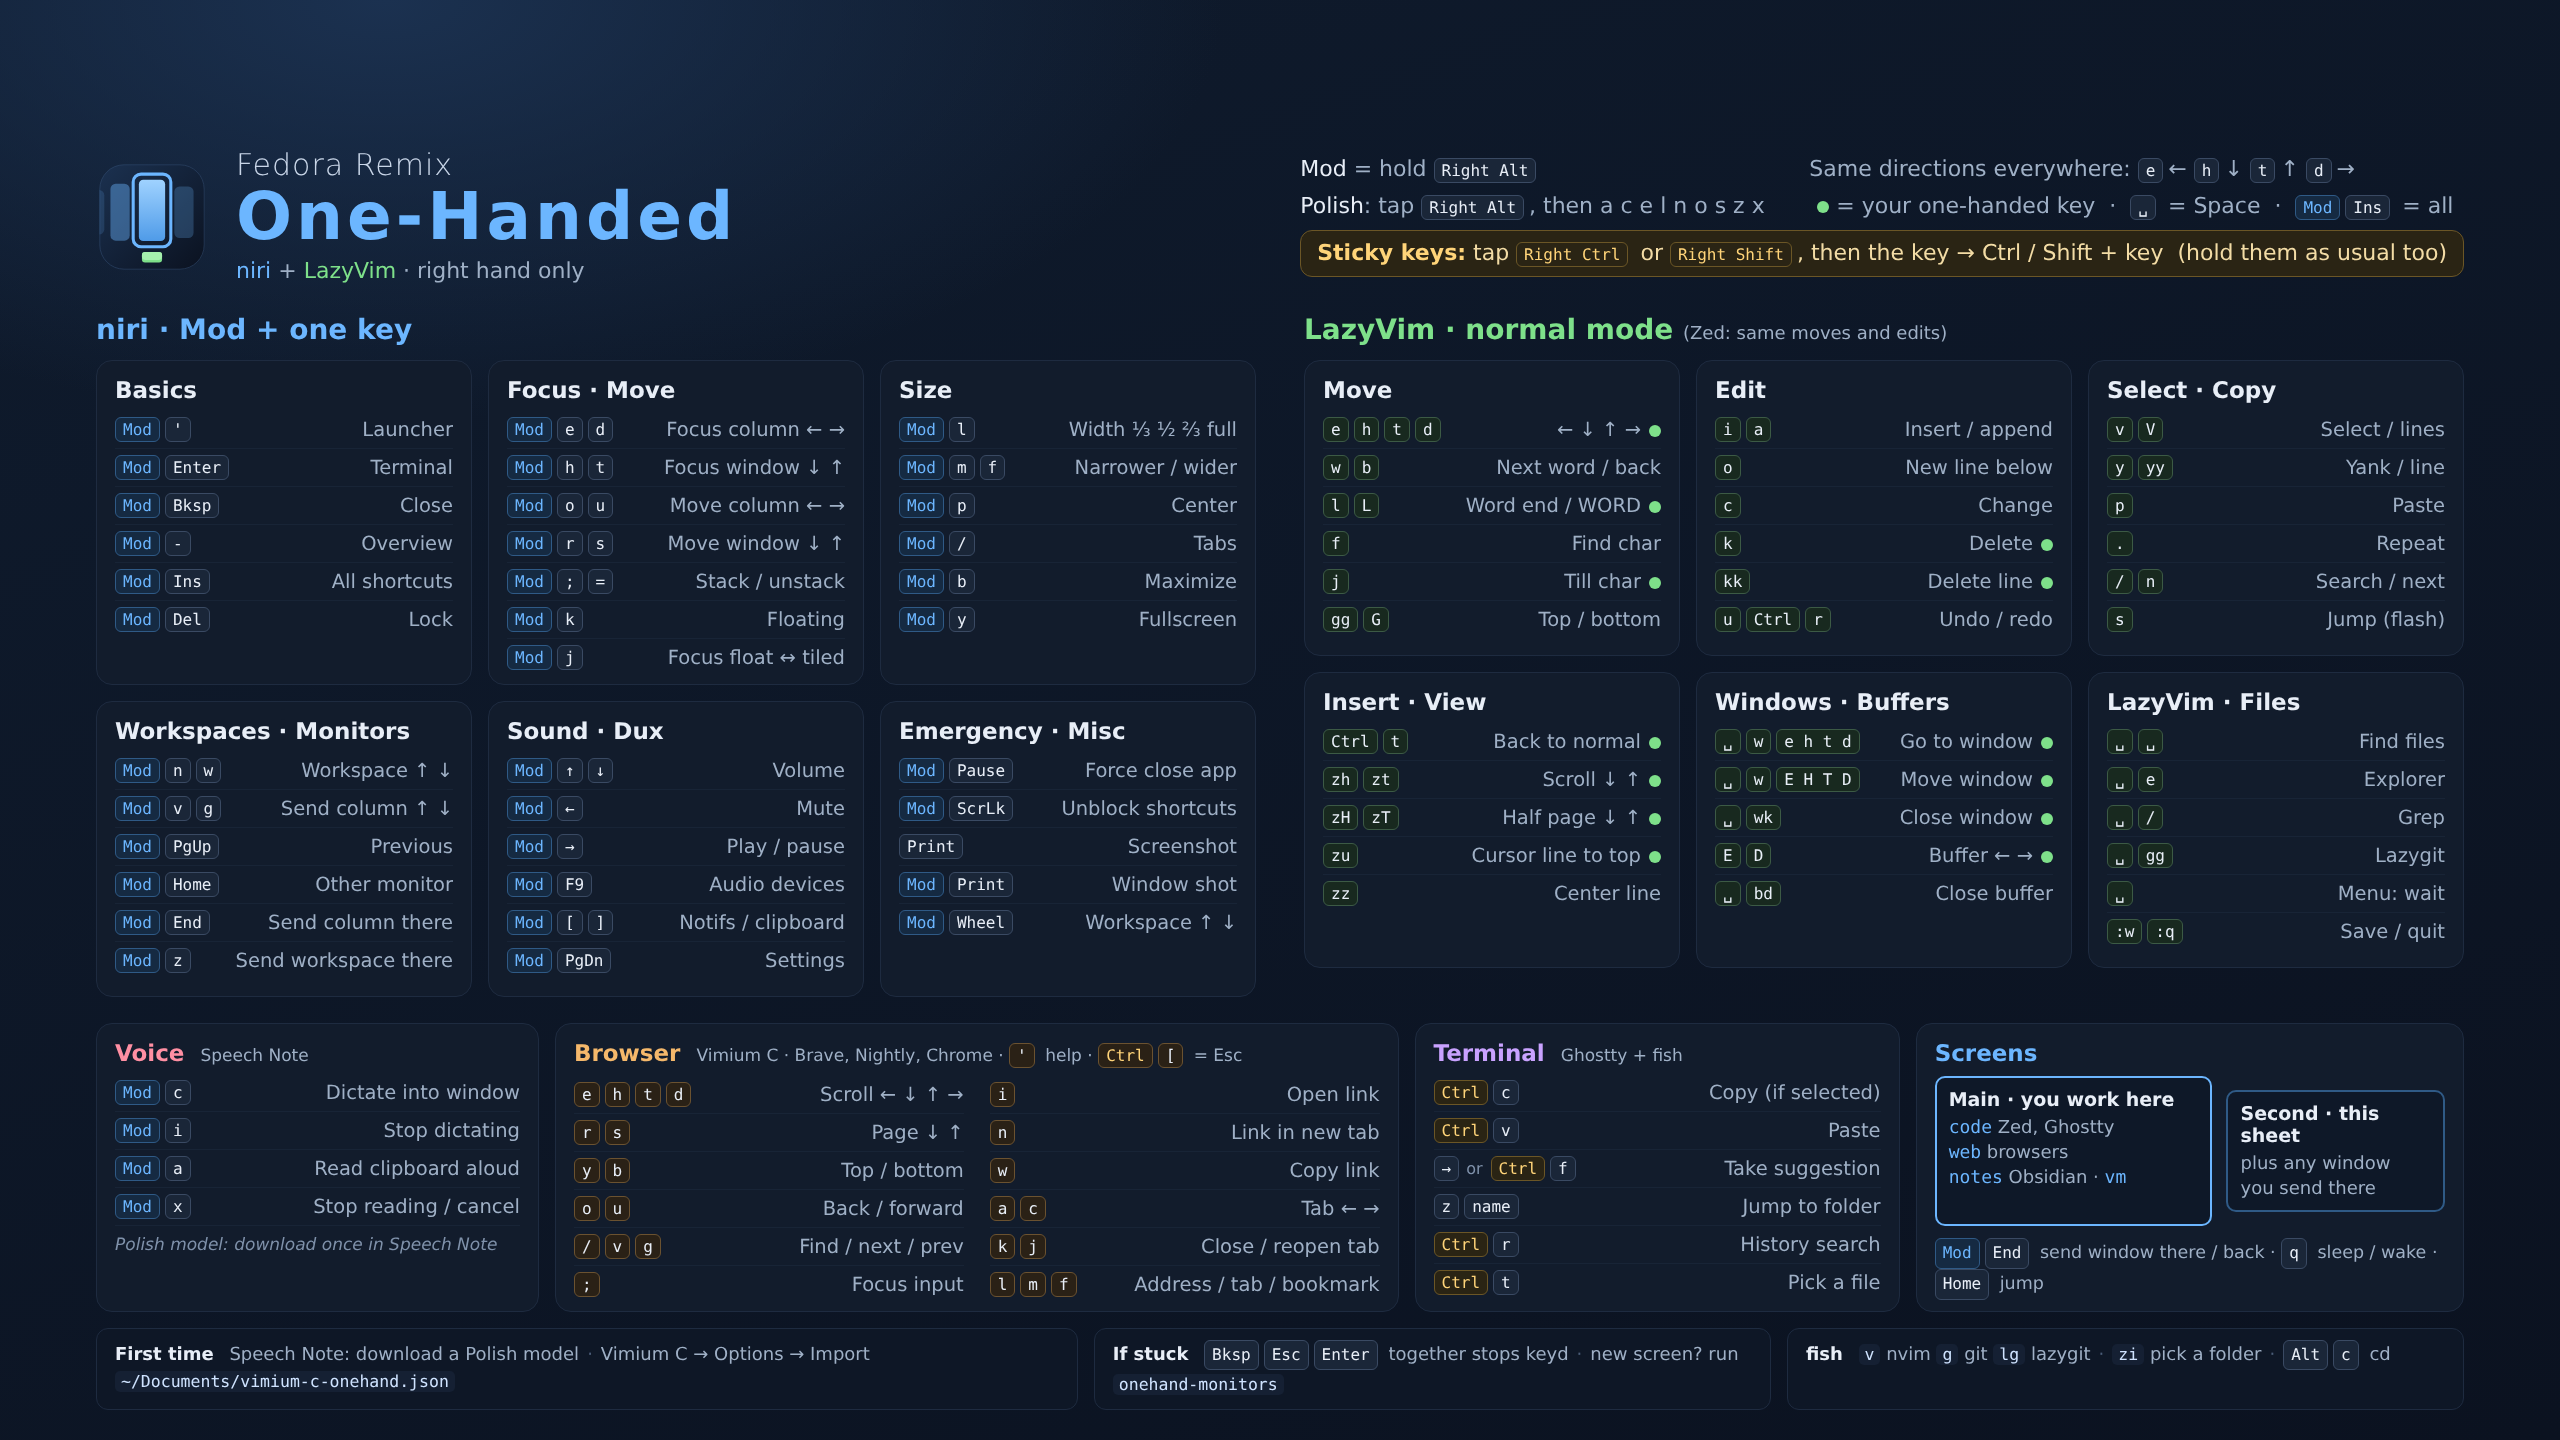 Fedora Remix
One-Handed
niri + LazyVim · right hand only
Mod = hold Right Alt
Same directions everywhere: e ← h ↓ t ↑ d →
Polish: tap Right Alt , then a c e l n o s z x
● = your one-handed key · ␣ = Space · Mod Ins = all
Sticky keys: tap Right Ctrl or Right Shift , then the key → Ctrl / Shift + key (hold them as usual too)
niri · Mod + one key
Basics
Mod ' Launcher
Mod Enter Terminal
Mod Bksp Close
Mod - Overview
Mod Ins All shortcuts
Mod Del Lock
Focus · Move
Mod e d Focus column ← →
Mod h t Focus window ↓ ↑
Mod o u Move column ← →
Mod r s Move window ↓ ↑
Mod ; = Stack / unstack
Mod k Floating
Mod j Focus float ↔ tiled
Size
Mod l Width ⅓ ½ ⅔ full
Mod m f Narrower / wider
Mod p Center
Mod / Tabs
Mod b Maximize
Mod y Fullscreen
Workspaces · Monitors
Mod n w Workspace ↑ ↓
Mod v g Send column ↑ ↓
Mod PgUp Previous
Mod Home Other monitor
Mod End Send column there
Mod z Send workspace there
Sound · Dux
Mod ↑ ↓ Volume
Mod ← Mute
Mod → Play / pause
Mod F9 Audio devices
Mod [ ] Notifs / clipboard
Mod PgDn Settings
Emergency · Misc
Mod Pause Force close app
Mod ScrLk Unblock shortcuts
Print Screenshot
Mod Print Window shot
Mod Wheel Workspace ↑ ↓
LazyVim · normal mode (Zed: same moves and edits)
Move
e h t d ← ↓ ↑ → ●
w b Next word / back
l L Word end / WORD ●
f Find char
j Till char ●
gg G Top / bottom
Edit
i a Insert / append
o New line below
c Change
k Delete ●
kk Delete line ●
u Ctrl r Undo / redo
Select · Copy
v V Select / lines
y yy Yank / line
p Paste
. Repeat
/ n Search / next
s Jump (flash)
Insert · View
Ctrl t Back to normal ●
zh zt Scroll ↓ ↑ ●
zH zT Half page ↓ ↑ ●
zu Cursor line to top ●
zz Center line
Windows · Buffers
␣ w e h t d Go to window ●
␣ w E H T D Move window ●
␣ wk Close window ●
E D Buffer ← → ●
␣ bd Close buffer
LazyVim · Files
␣ ␣ Find files
␣ e Explorer
␣ / Grep
␣ gg Lazygit
␣ Menu: wait
:w :q Save / quit
Voice Speech Note
Mod c Dictate into window
Mod i Stop dictating
Mod a Read clipboard aloud
Mod x Stop reading / cancel
Polish model: download once in Speech Note
Browser Vimium C · Brave, Nightly, Chrome · ' help · Ctrl [ = Esc
e h t d Scroll ← ↓ ↑ →
r s Page ↓ ↑
y b Top / bottom
o u Back / forward
/ v g Find / next / prev
; Focus input
i Open link
n Link in new tab
w Copy link
a c Tab ← →
k j Close / reopen tab
l m f Address / tab / bookmark
Terminal Ghostty + fish
Ctrl c Copy (if selected)
Ctrl v Paste
→ or Ctrl f Take suggestion
z name Jump to folder
Ctrl r History search
Ctrl t Pick a file
Screens
Main · you work here
code Zed, Ghostty
web browsers
notes Obsidian · vm
Second · this
sheet
plus any window
you send there
Mod End send window there / back · q sleep / wake ·
Home jump
First time Speech Note: download a Polish model · Vimium C → Options → Import
~/Documents/vimium-c-onehand.json
If stuck Bksp Esc Enter together stops keyd · new screen? run
onehand-monitors
fish v nvim g git lg lazygit · zi pick a folder · Alt c cd